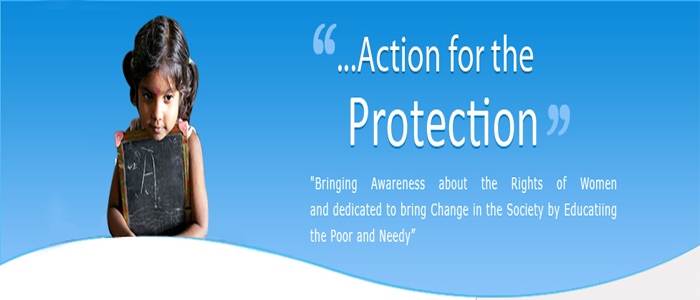 “ ...Action for the
Protection ”
"Bringing Awareness about the Rights of Women
and dedicated to bring Change in the Society by Educatiing
the Poor and Needy”
A